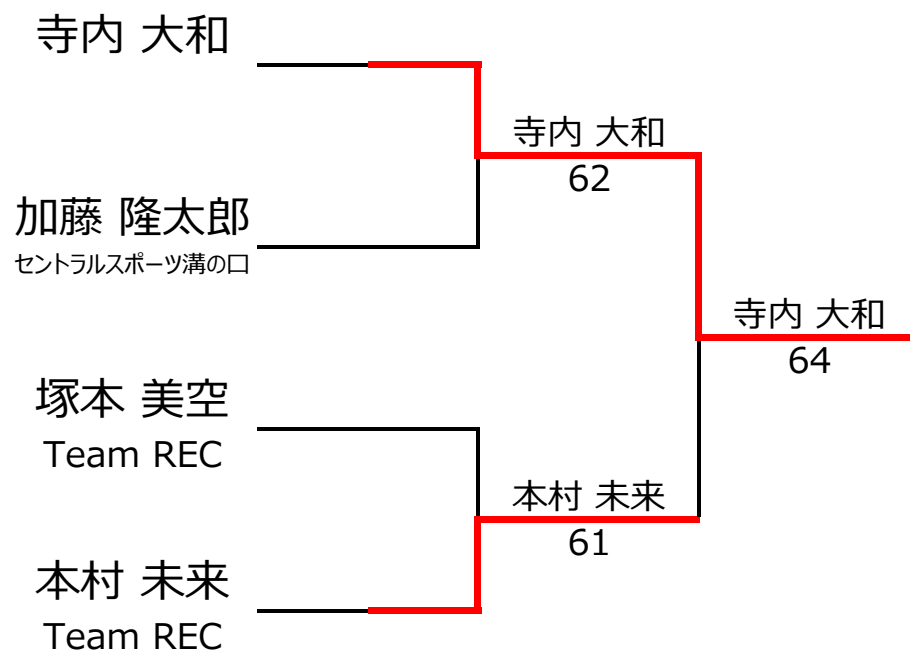 寺内 大和
加藤 隆太郎
セントラルスポーツ溝の口
塚本 美空
Team REC
本村 未来
Team REC
寺内 大和
62
本村 未来
61
寺内 大和
64